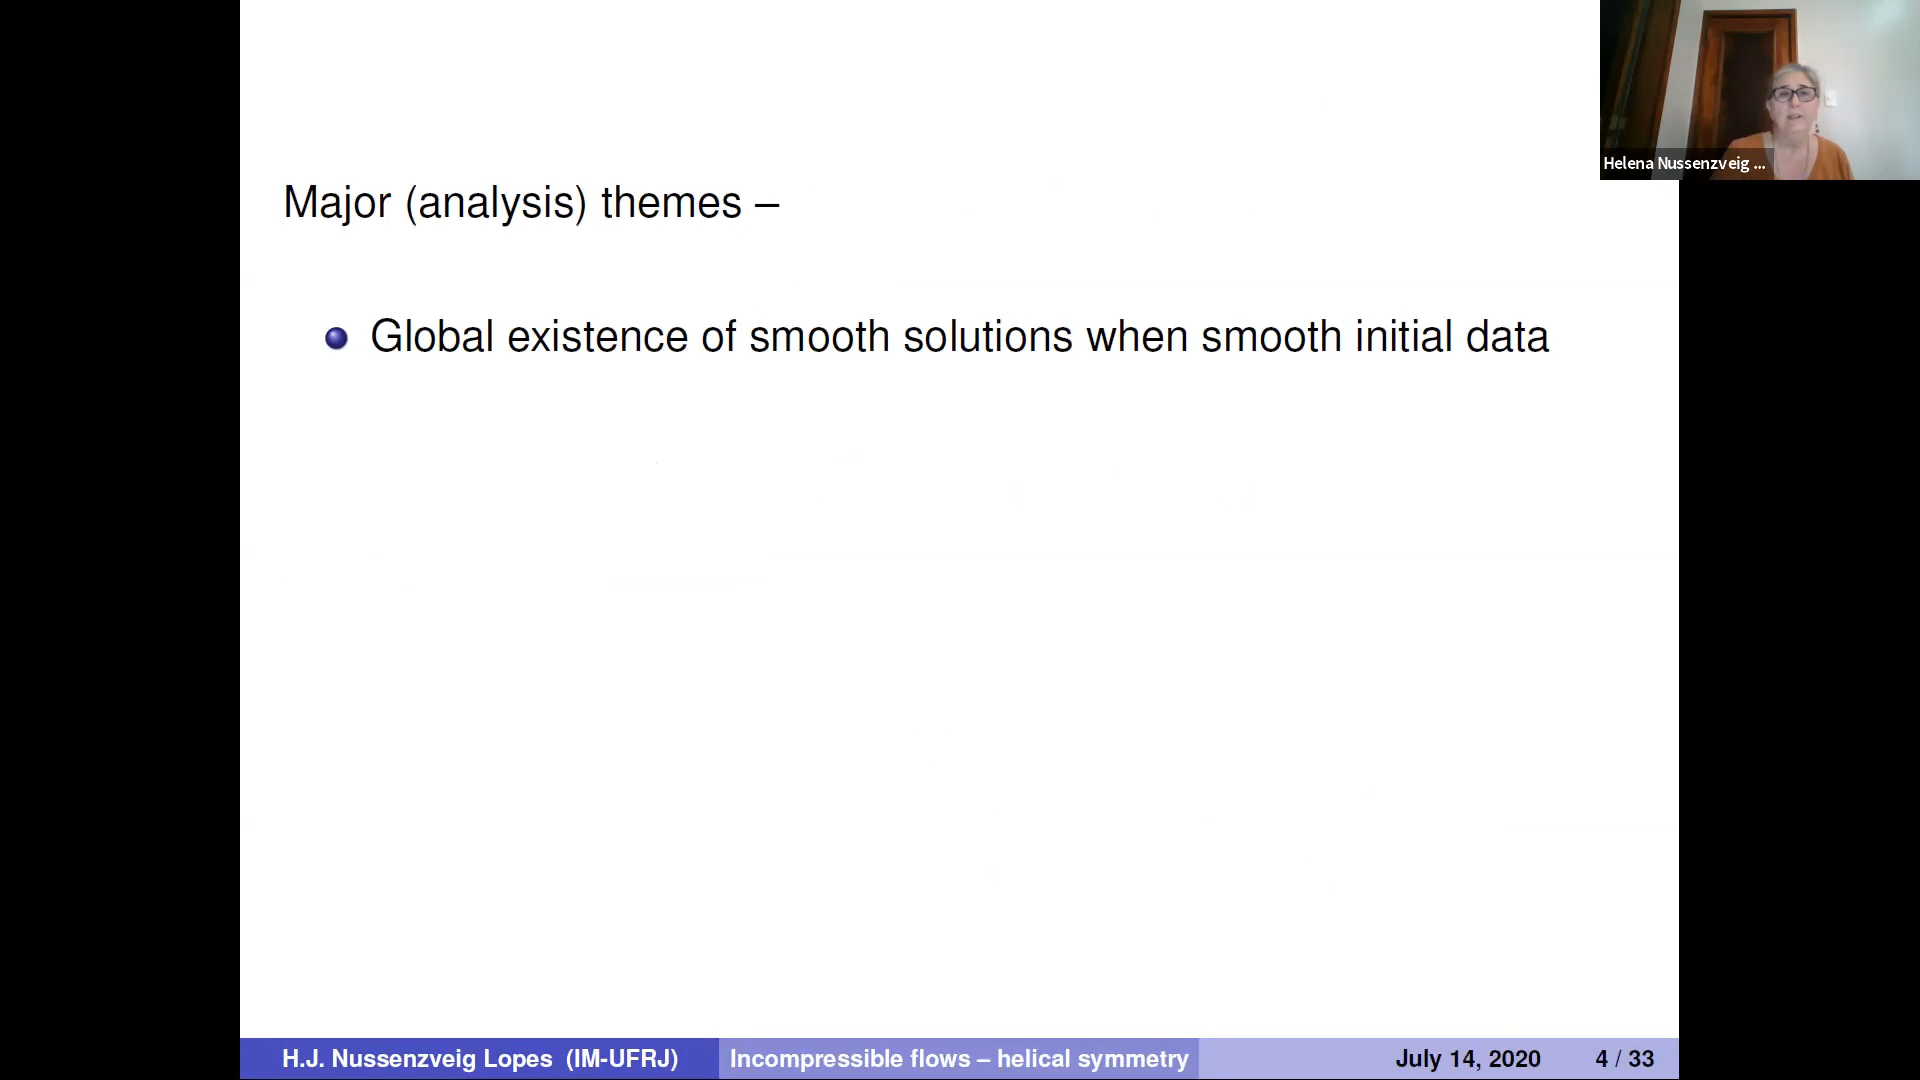 Helena Nussenzveig ...
Major (analysis) themes –
Global existence of smooth solutions when smooth initial data
H.J. Nussenzveig Lopes (IM-UFRJ) Incompressible flows – helical symmetry July 14, 2020 4 / 33